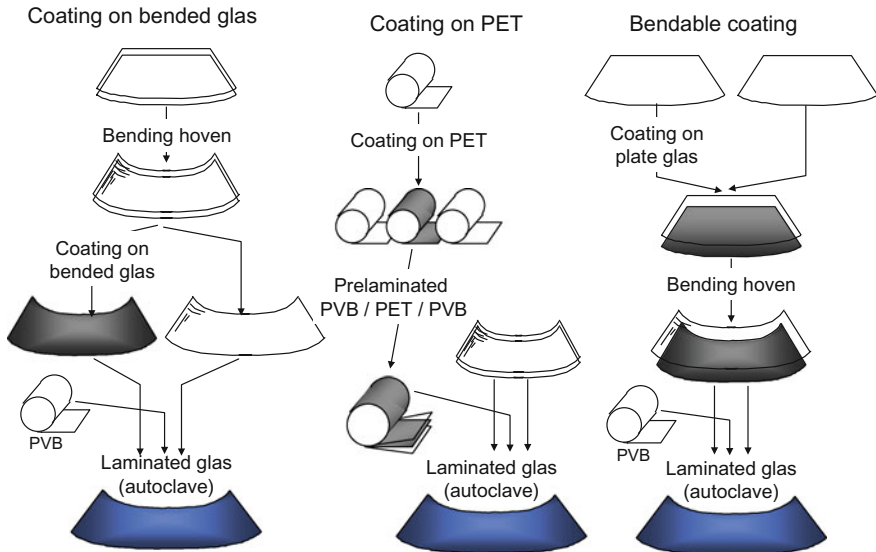 Coating on bended glas
Bending hoven
Coating on
bended glas
PVB
Laminated glas
(autoclave)
Coating on PET
Coating on PET
Prelaminated
PVB / PET / PVB
Laminated glas
(autoclave)
Bendable coating
Coating on
plate glas
Bending hoven
PVB
Laminated glas
(autoclave)